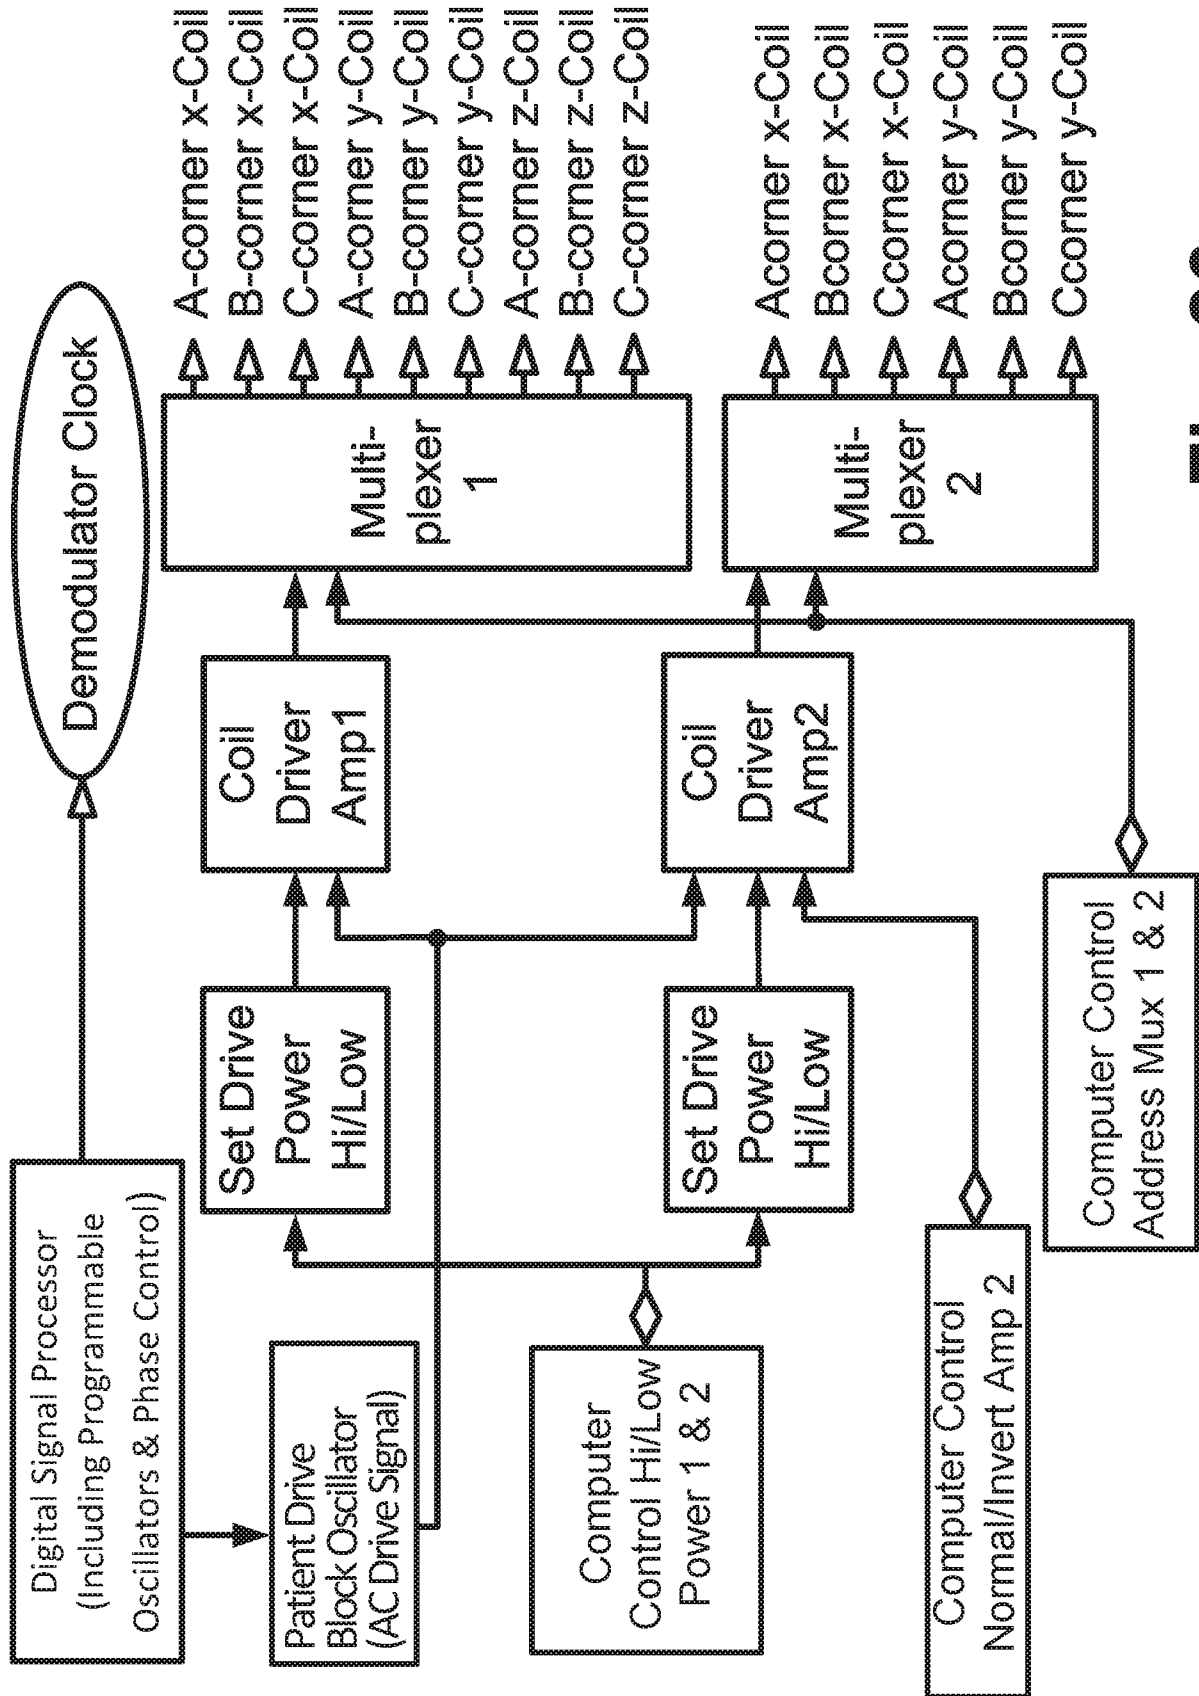 Digital Signal Processor
(Including Programmable
Oscillators & Phase Control)
Demodulator Clock
Patient Drive
Block Oscillator
(AC Drive Signal)
Set Drive
Power
Hi/Low
Coil
Driver
Amp1
Multi-
plexer
1
A-corner x-Coil
B-corner x-Coil
C-corner x-Coil
A-corner y-Coil
B-corner y-Coil
C-corner y-Coil
A-corner z-Coil
B-corner z-Coil
C-corner z-Coil
Computer
Control Hi/Low
Power 1 & 2
Set Drive
Power
Hi/Low
Coil
Driver
Amp2
Multi-
plexer
2
Acorner x-Coil
Bcorner x-Coil
Ccorner x-Coil
Acorner y-Coil
Bcorner y-Coil
Ccorner y-Coil
Computer Control
Normal/Invert Amp 2
Computer Control
Address Mux 1 & 2